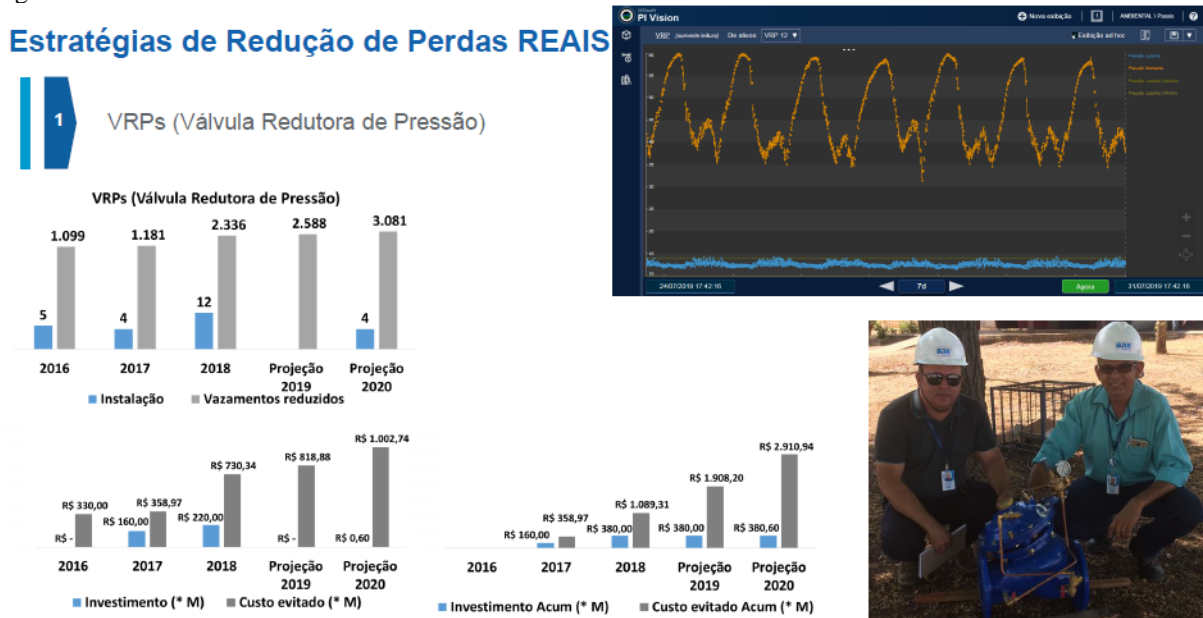 Estratégias de Redução de Perdas REAIS
1
VRPs (Válvula Redutora de Pressão)
VRPs (Válvula Redutora de Pressão)
1.099 1.181 2.336 2.588 3.081
5 4 12 4
2016 2017 2018 Projeção 2019 Projeção 2020
Instalação Vazamentos reduzidos
R$ 330,00 R$ 358,97 R$ 730,34 R$ 818,88 R$ 1.002,74
R$ - R$ 160,00 R$ 220,00 R$ - R$ 0,60
2016 2017 2018 Projeção 2019 Projeção 2020
Investimento (* M) Custo evitado (* M)
R$ 358,97 R$ 1.089,31 R$ 1.908,20 R$ 2.910,94
R$ 160,00 R$ 380,00 R$ 380,00 R$ 380,60
2016 2017 2018 Projeção 2019 Projeção 2020
Investimento Acum (* M) Custo evitado Acum (* M)
PI Vision
Nova exibição
VRP De ativos: VRP 12
Exibição ad hoc
24/07/2019 17:42:16 7d Agora 31/07/2019 17:42:16
BRK